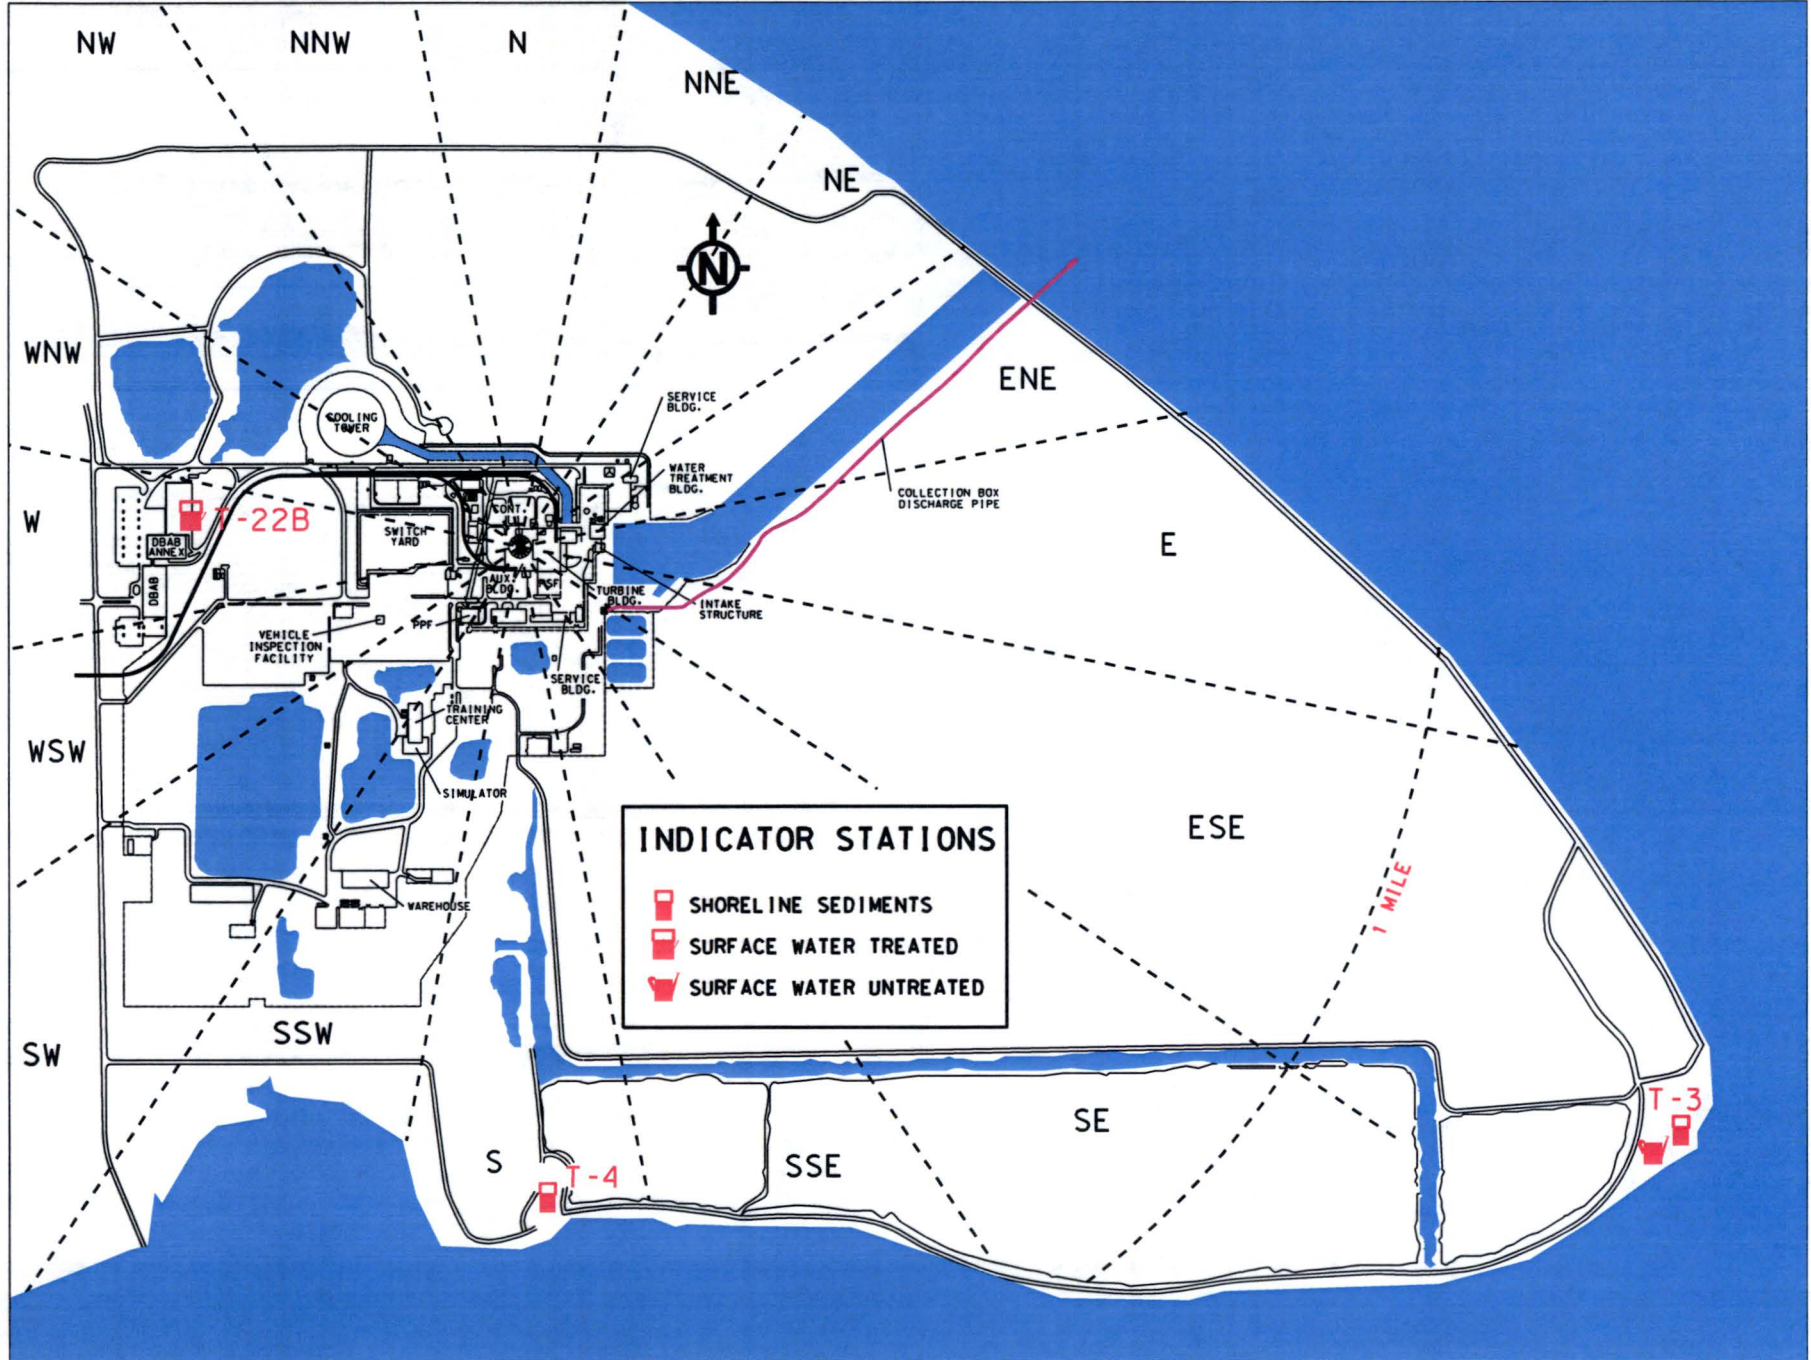 NW
NNW
N
NNE
NE
N
WNW
ENE
SERVICE
BLDG.
COOLING
TOWER
WATER
TREATMENT
BLDG.
COLLECTION BOX
DISCHARGE PIPE
W
T-22B
CONT.
SWITCH
YARD
E
DBAB
ANNEX
AUX.
BLDG.
DBAB
TURBINE
BLDG.
INTAKE
STRUCTURE
PPF
VEHICLE
INSPECTION
FACILITY
SERVICE
BLDG.
TRAINING
CENTER
WSW
SIMULATOR
INDICATOR STATIONS
SHORELINE SEDIMENTS
SURFACE WATER TREATED
SURFACE WATER UNTREATED
ESE
1 MILE
WAREHOUSE
SSW
SW
T-3
SE
S
SSE
T-4